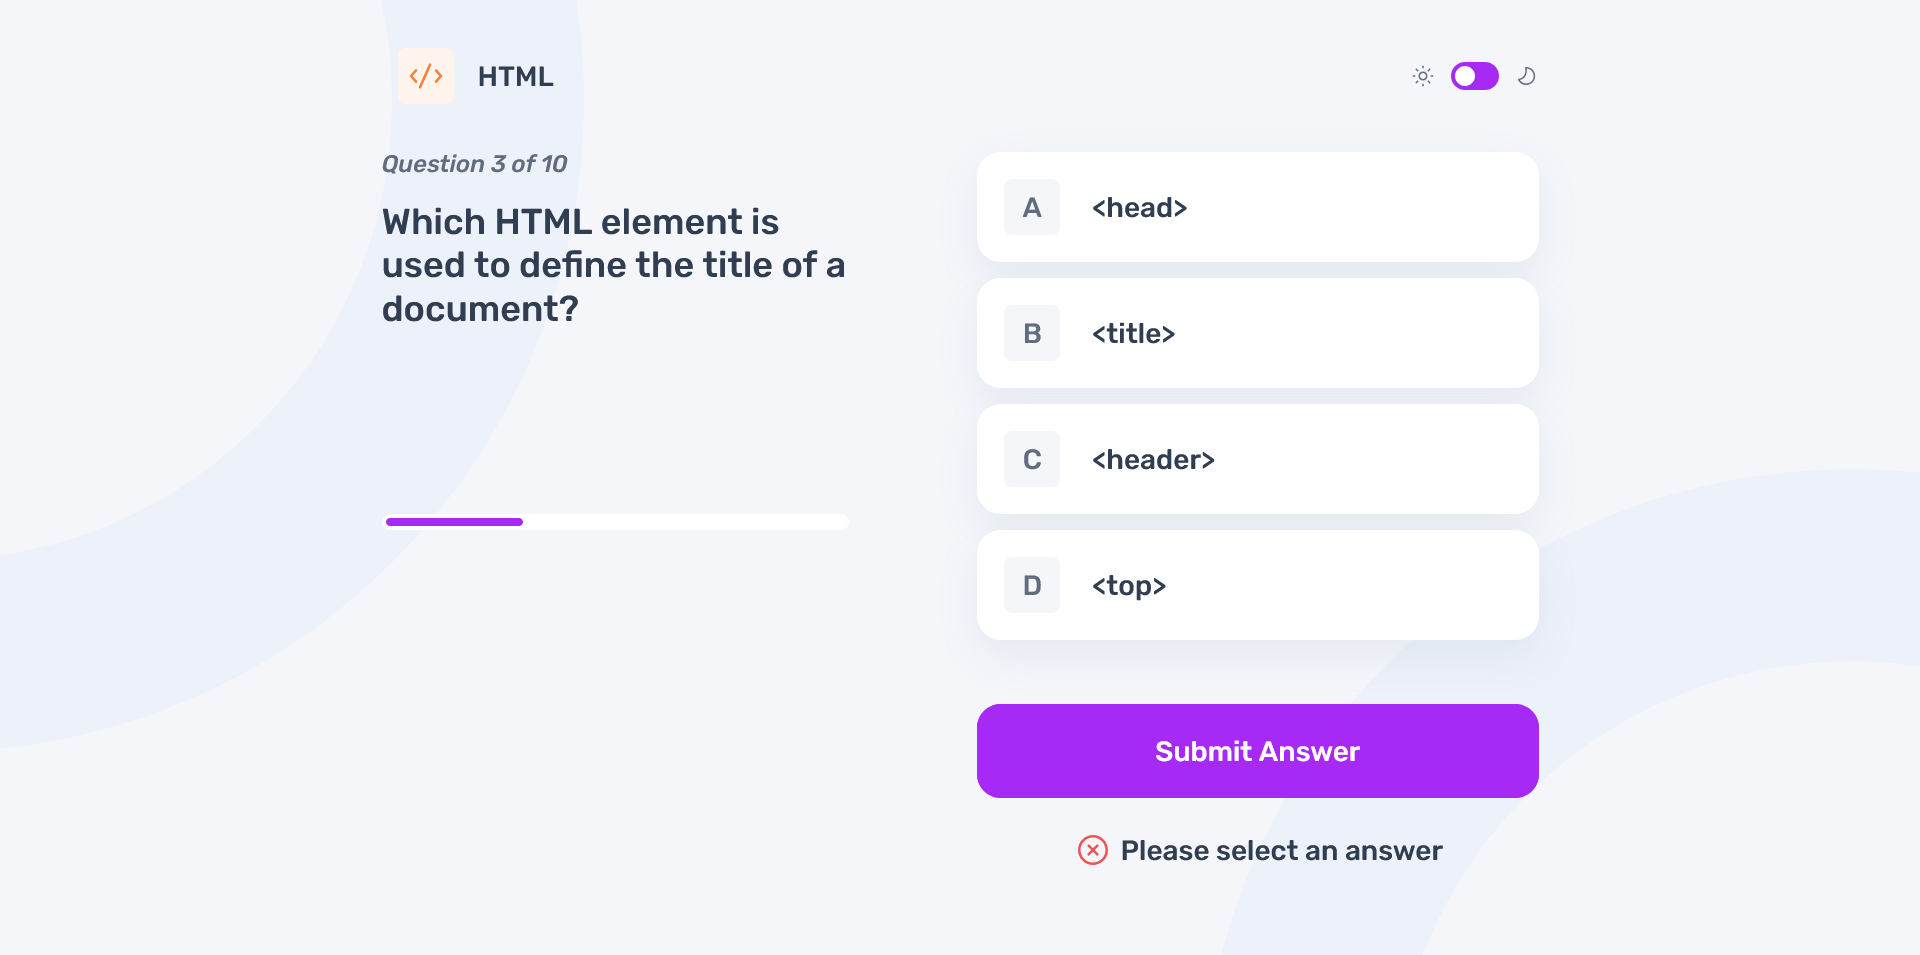 HTML
Question 3 of 10
Which HTML element is
used to define the title of a
document?
A <head>
B <title>
C <header>
D <top>
Submit Answer
Please select an answer